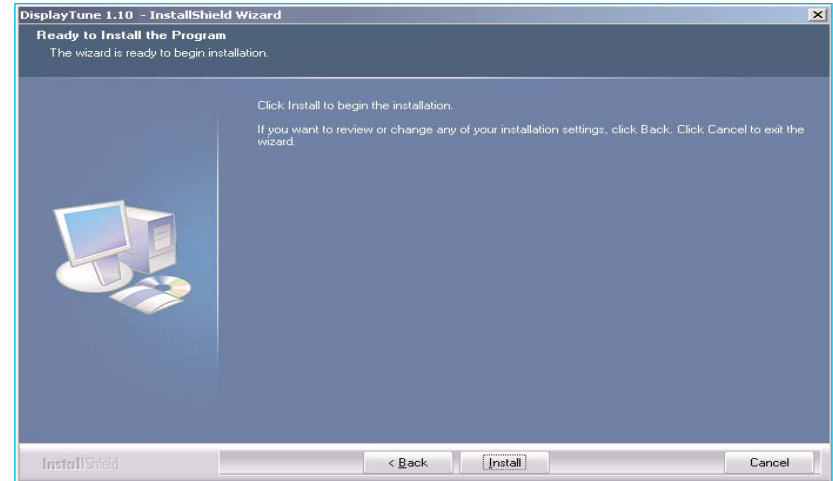 DisplayTune 1.10 - InstallShield Wizard
Ready to Install the Program
The wizard is ready to begin installation.
Click Install to begin the installation.
If you want to review or change any of your installation settings, click Back. Click Cancel to exit the
wizard.
InstallShield
< Back
Install
Cancel